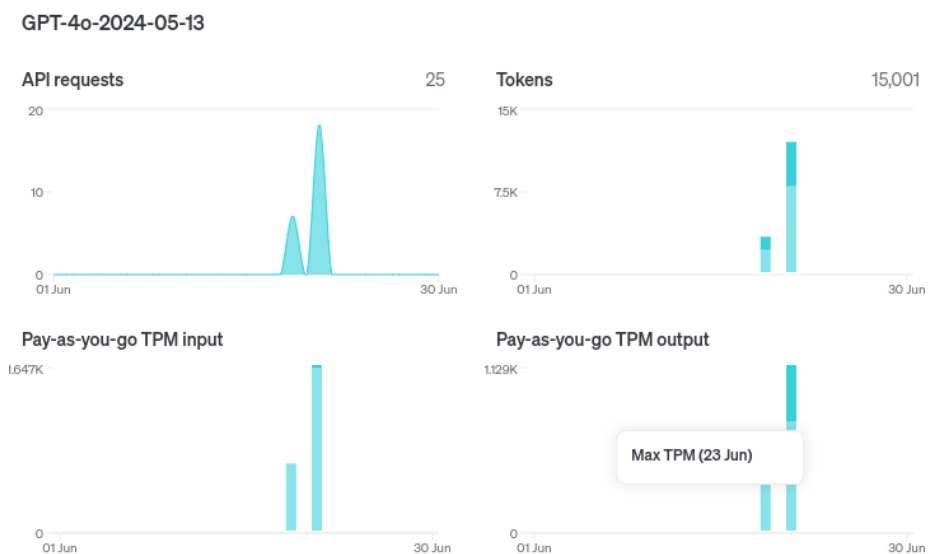 GPT-4o-2024-05-13
API requests 25
20
10
0
01 Jun 30 Jun
Tokens 15,001
15K
7.5K
0
01 Jun 30 Jun
Pay-as-you-go TPM input
1.647K
0
01 Jun 30 Jun
Pay-as-you-go TPM output
1.129K
Max TPM (23 Jun)
0
01 Jun 30 Jun